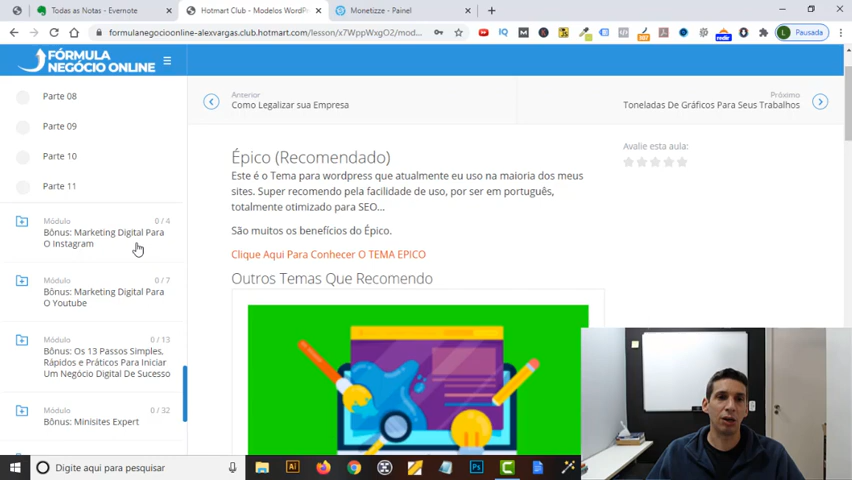 Todas as Notas - Evernote
Hotmart Club - Modelos WordP
Monetizze - Painel
formulanegocioonline-alexvargas.club.hotmart.com/lesson/x7WppWxgO2/mod...
Pausada
FÓRMULA
NEGÓCIO ONLINE
Parte 08
Parte 09
Parte 10
Parte 11
Módulo 0 / 4
Bônus: Marketing Digital Para
O Instagram
Módulo 0 / 7
Bônus: Marketing Digital Para
O Youtube
Módulo 0 / 13
Bônus: Os 13 Passos Simples,
Rápidos e Práticos Para Iniciar
Um Negócio Digital De Sucesso
Módulo 0 / 32
Bônus: Minisites Expert
Anterior
Como Legalizar sua Empresa
Próximo
Toneladas De Gráficos Para Seus Trabalhos
Avalie esta aula:
Épico (Recomendado)
Este é o Tema para wordpress que atualmente eu uso na maioria dos meus
sites. Super recomendo pela facilidade de uso, por ser em português,
totalmente otimizado para SEO...
São muitos os benefícios do Épico.
Clique Aqui Para Conhecer O TEMA EPICO
Outros Temas Que Recomendo
Digite aqui para pesquisar